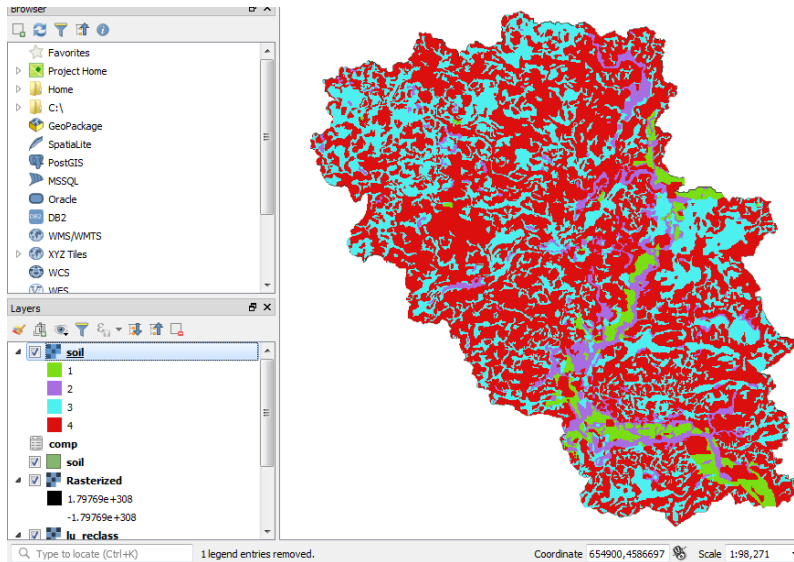 Browser
Favorites
Project Home
Home
C:\
GeoPackage
SpatiaLite
PostGIS
MSSQL
Oracle
DB2
DB2
WMS/WMTS
XYZ Tiles
WCS
WFS
Layers
soil
1
2
3
4
comp
soil
Rasterized
1.79769e+308
-1.79769e+308
lu_reclass
Type to locate (Ctrl+K)
1 legend entries removed.
Coordinate 654900,4586697
Scale 1:98,271